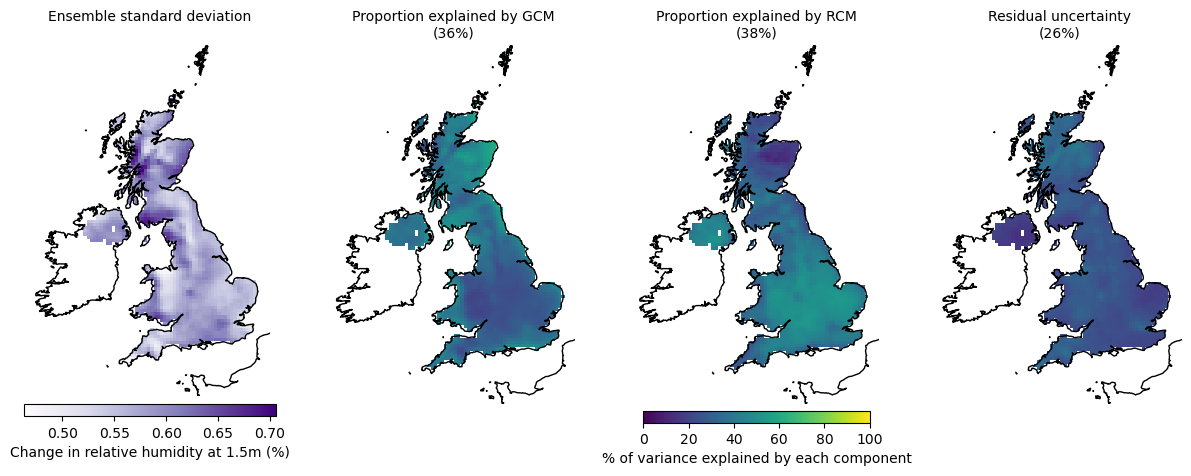 Ensemble standard deviation
Proportion explained by GCM
(36%)
Proportion explained by RCM
(38%)
Residual uncertainty
(26%)
0.50 0.55 0.60 0.65 0.70
Change in relative humidity at 1.5m (%)
0 20 40 60 80 100
% of variance explained by each component